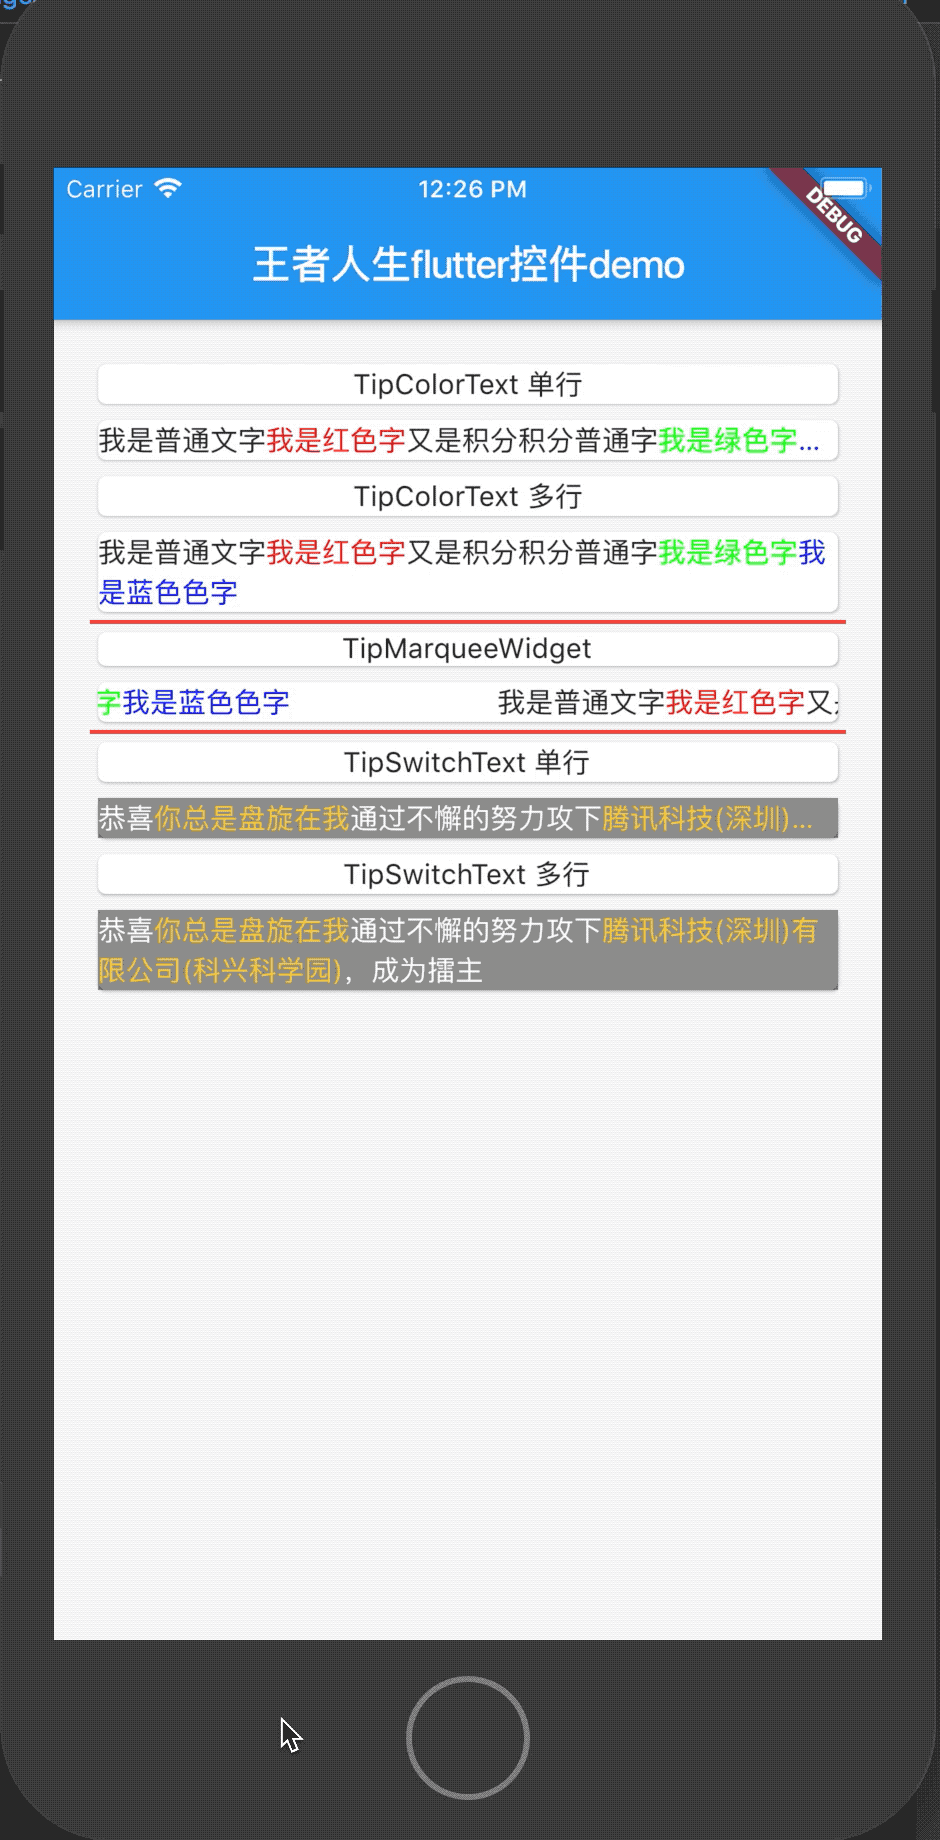 Carrier 12:26 PM
DEBUG
王者人生flutter控件demo
TipColorText 单行
我是普通文字我是红色字又是积分积分普通字我是绿色字...
TipColorText 多行
我是普通文字我是红色字又是积分积分普通字我是绿色字我
是蓝色色字
TipMarqueeWidget
字我是蓝色色字 我是普通文字我是红色字又
TipSwitchText 单行
恭喜你总是盘旋在我通过不懈的努力攻下腾讯科技(深圳)...
TipSwitchText 多行
恭喜你总是盘旋在我通过不懈的努力攻下腾讯科技(深圳)有
限公司(科兴科学园)，成为擂主